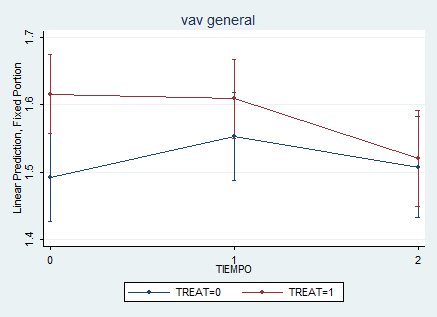 vav general
Linear Prediction, Fixed Portion
1.7
1.6
1.5
1.4
0
1
2
TIEMPO
TREAT=0
TREAT=1